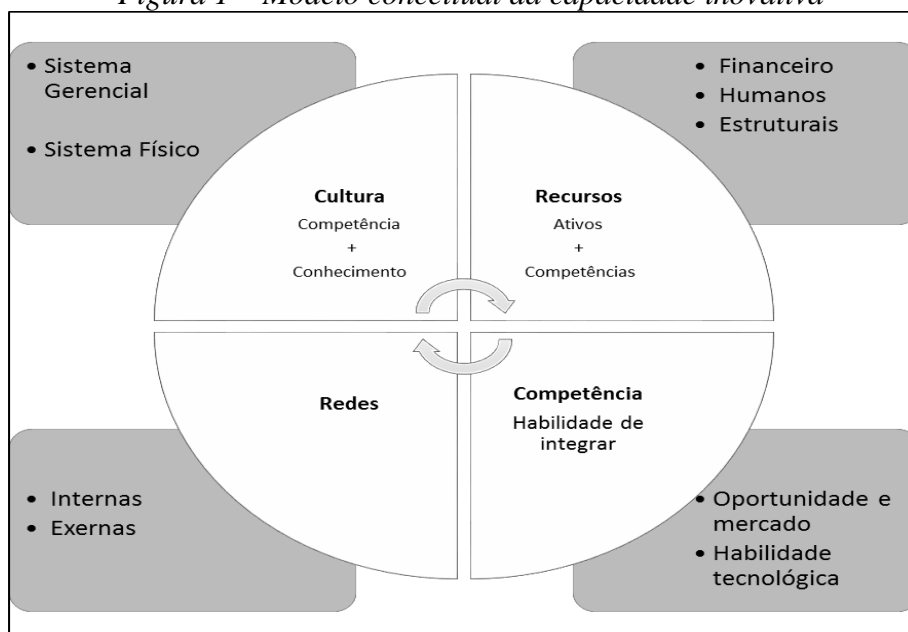 Figura 1 – Modelo conceitual da capacidade inovativa
• Sistema
Gerencial
• Sistema Físico
• Financeiro
• Humanos
• Estruturais
Cultura
Competência
+
Conhecimento
Recursos
Ativos
+
Competências
Redes
Competência
Habilidade de
integrar
• Internas
• Exernas
• Oportunidade e
mercado
• Habilidade
tecnológica